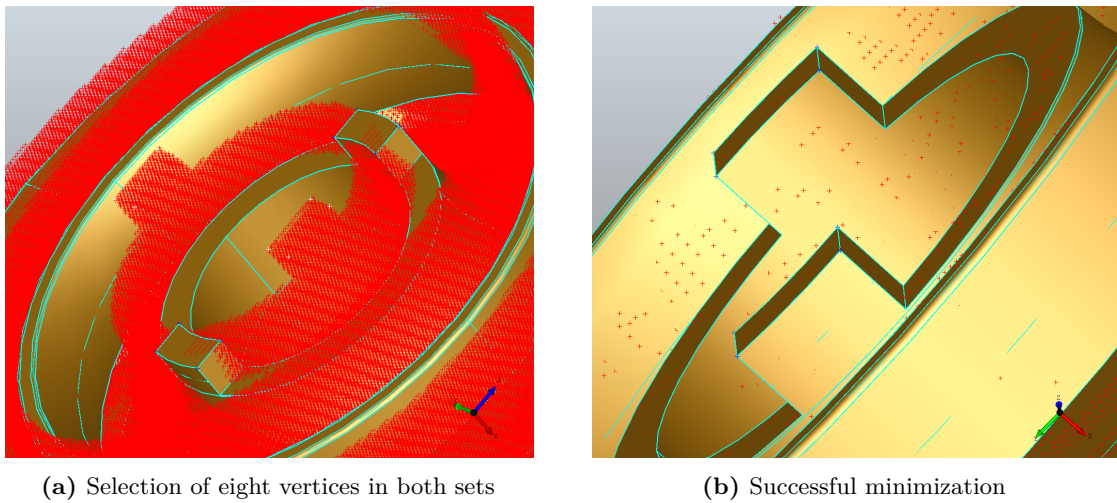 (a) Selection of eight vertices in both sets
(b) Successful minimization